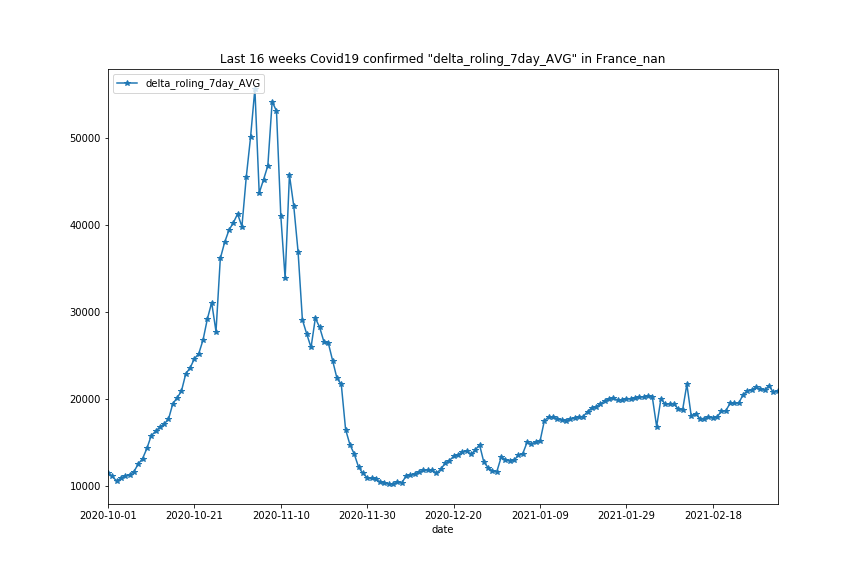 Last 16 weeks Covid19 confirmed "delta_roling_7day_AVG" in France_nan
delta_roling_7day_AVG
50000
40000
30000
20000
10000
2020-10-01 2020-10-21 2020-11-10 2020-11-30 2020-12-20 2021-01-09 2021-01-29 2021-02-18
date